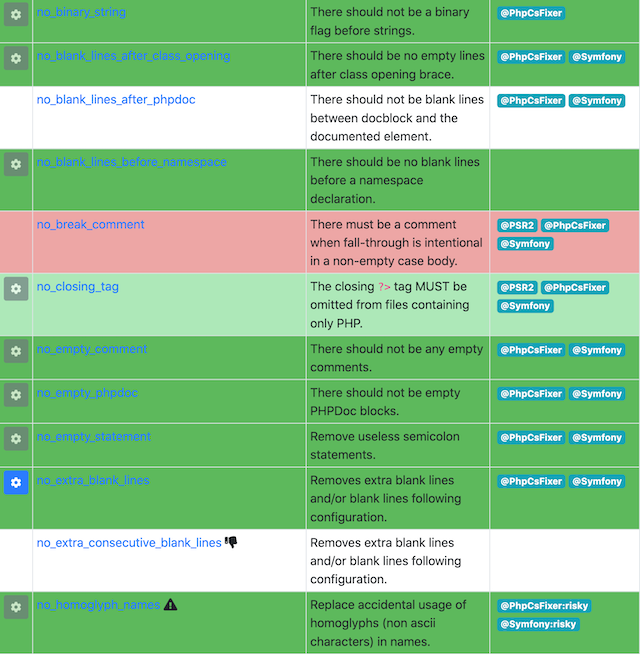 no_binary_string
There should not be a binary
flag before strings.
@PhpCsFixer
no_blank_lines_after_class_opening
There should be no empty lines
after class opening brace.
@PhpCsFixer @Symfony
no_blank_lines_after_phpdoc
There should not be blank lines
between docblock and the
documented element.
@PhpCsFixer @Symfony
no_blank_lines_before_namespace
There should be no blank lines
before a namespace
declaration.
no_break_comment
There must be a comment
when fall-through is intentional
in a non-empty case body.
@PSR2 @PhpCsFixer
@Symfony
no_closing_tag
The closing ?> tag MUST be
omitted from files containing
only PHP.
@PSR2 @PhpCsFixer
@Symfony
no_empty_comment
There should not be any empty
comments.
@PhpCsFixer @Symfony
no_empty_phpdoc
There should not be empty
PHPDoc blocks.
@PhpCsFixer @Symfony
no_empty_statement
Remove useless semicolon
statements.
@PhpCsFixer @Symfony
no_extra_blank_lines
Removes extra blank lines
and/or blank lines following
configuration.
@PhpCsFixer @Symfony
no_extra_consecutive_blank_lines
Removes extra blank lines
and/or blank lines following
configuration.
no_homoglyph_names
Replace accidental usage of
homoglyphs (non ascii
characters) in names.
@PhpCsFixer:risky
@Symfony:risky